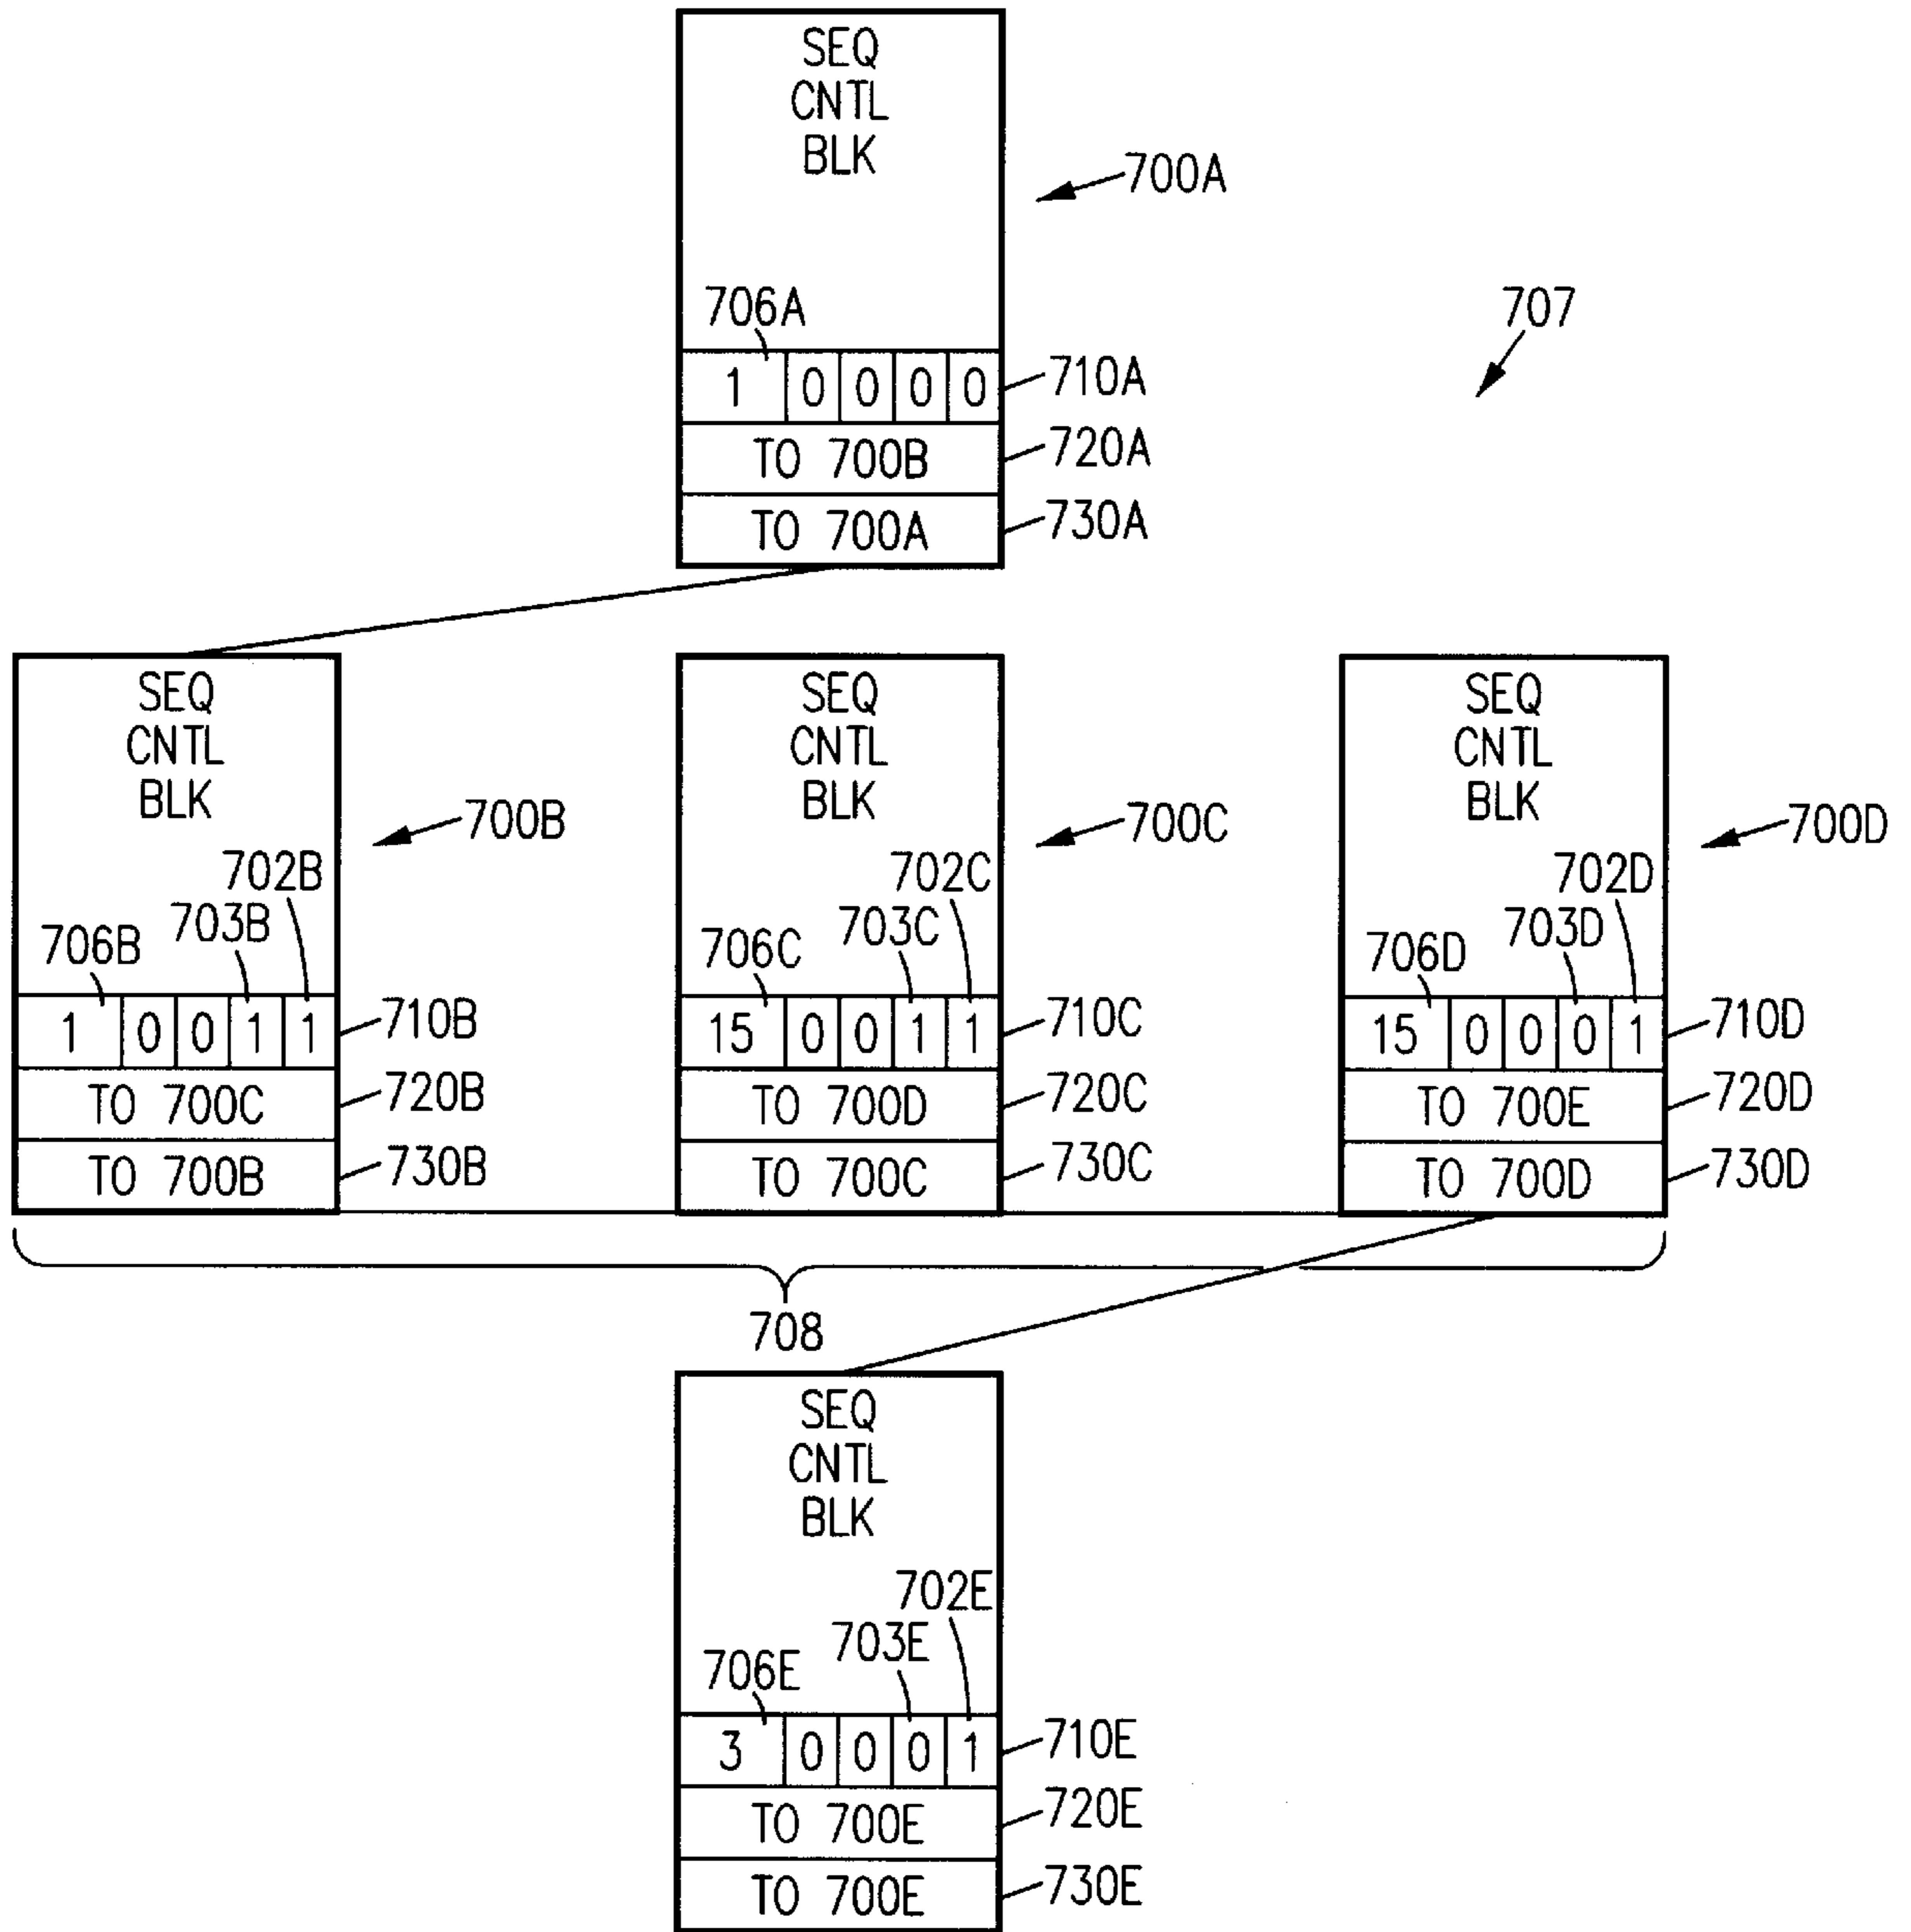 SEQ
CNTL
BLK
700A
706A
707
1 0 0 0 0 710A
TO 700B 720A
TO 700A 730A
SEQ
CNTL
BLK
700B
702B
703B
706B
1 0 0 1 1 710B
TO 700C 720B
TO 700B 730B
SEQ
CNTL
BLK
700C
702C
703C
706C
15 0 0 1 1 710C
TO 700D 720C
TO 700C 730C
SEQ
CNTL
BLK
700D
702D
703D
706D
15 0 0 0 1 710D
TO 700E 720D
TO 700D 730D
708
SEQ
CNTL
BLK
702E
703E
706E
3 0 0 0 1 710E
TO 700E 720E
TO 700E 730E